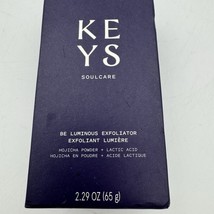 KE
YS
SOULCARE
BE LUMINOUS EXFOLIATOR
EXFOLIANT LUMIÈRE
HOJICHA POWDER + LACTIC ACID
HOJICHA EN POUDRE + ACIDE LACTIQUE
2.29 OZ (65 g)